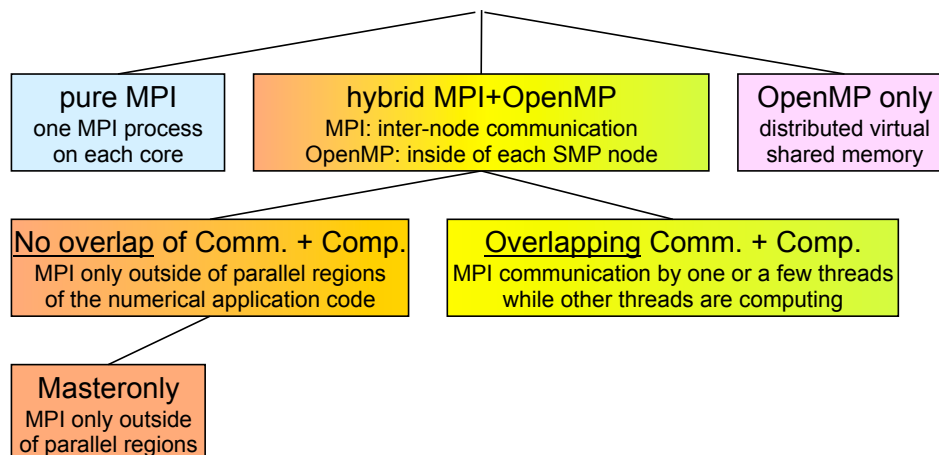 pure MPI
one MPI process
on each core
hybrid MPI+OpenMP
MPI: inter-node communication
OpenMP: inside of each SMP node
OpenMP only
distributed virtual
shared memory
No overlap of Comm. + Comp.
MPI only outside of parallel regions
of the numerical application code
Overlapping Comm. + Comp.
MPI communication by one or a few threads
while other threads are computing
Masteronly
MPI only outside
of parallel regions